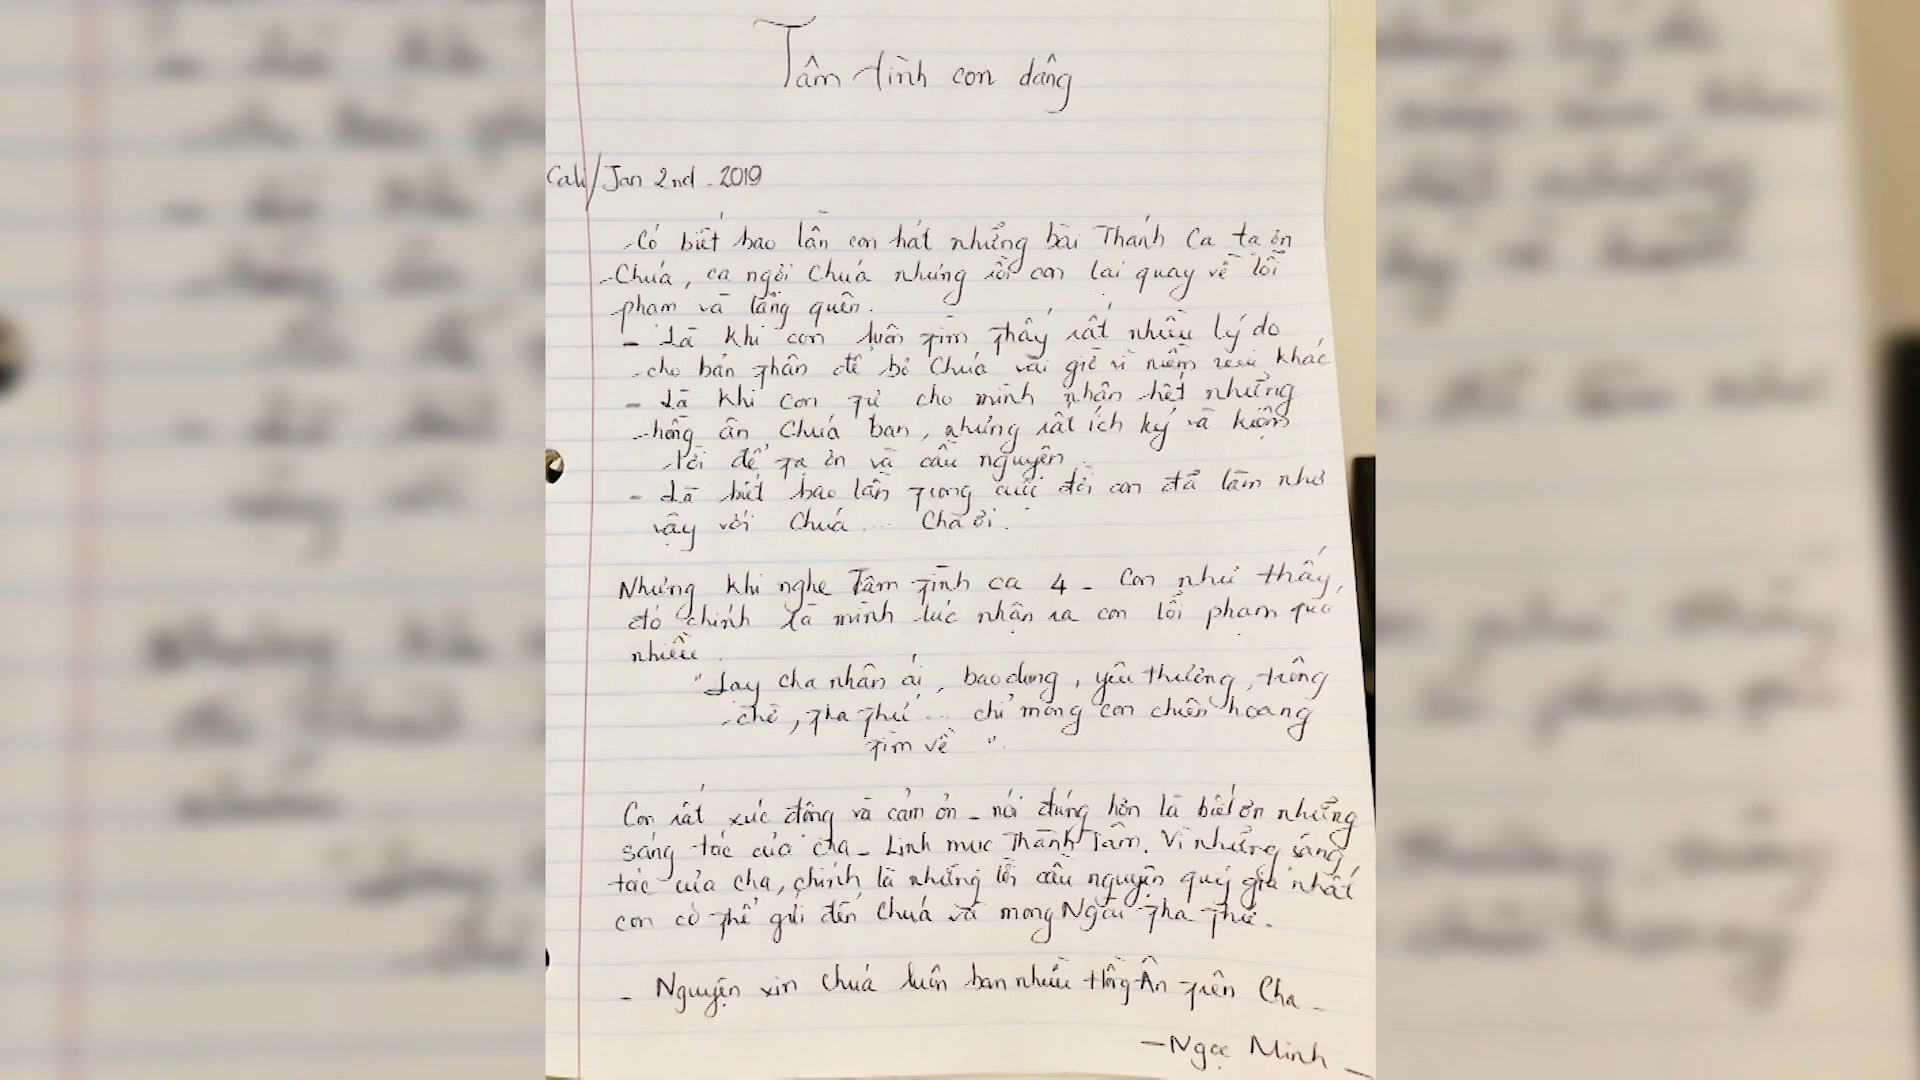 Tâm tình con dâng
Cali/Jan 2nd. 2019
Có biết bao lần con hát những bài Thánh Ca tạ ơn
Chúa, ca ngợi Chúa nhưng rồi con lại quay về lỗi
phạm và lãng quên.
- Là khi con luôn tìm thấy rất nhiều lý do
cho bản thân để bỏ Chúa vài giờ vì niềm vui khác
- Là khi con tự cho mình nhận hết những
hồng ân Chúa ban, nhưng rất ích kỷ và kiệm
lời để tạ ơn và cầu nguyện.
- Là biết bao lần trong cuộc đời con đã làm như
vậy với Chúa.... Chúa ơi.
Nhưng khi nghe Tâm tình ca 4 - Con như thấy,
đó chính là mình lúc nhận ra con lỗi phạm quá
nhiều.
"Lạy cha nhân ái, bao dung, yêu thương, trông
chờ, tha thứ ... chỉ mong con chiên hoang
tìm về".
Con rất xúc động và cảm ơn - nói đúng hơn là biết ơn những
sáng tác của cha - Linh mục Thành Tâm. Vì những sáng
tác của cha, chính là những lời cầu nguyện quý giá nhất
con có thể gửi đến Chúa và mong Ngài tha thứ.
- Nguyện xin Chúa luôn ban nhiều Hồng Ân trên Cha -
- Ngọc Minh -